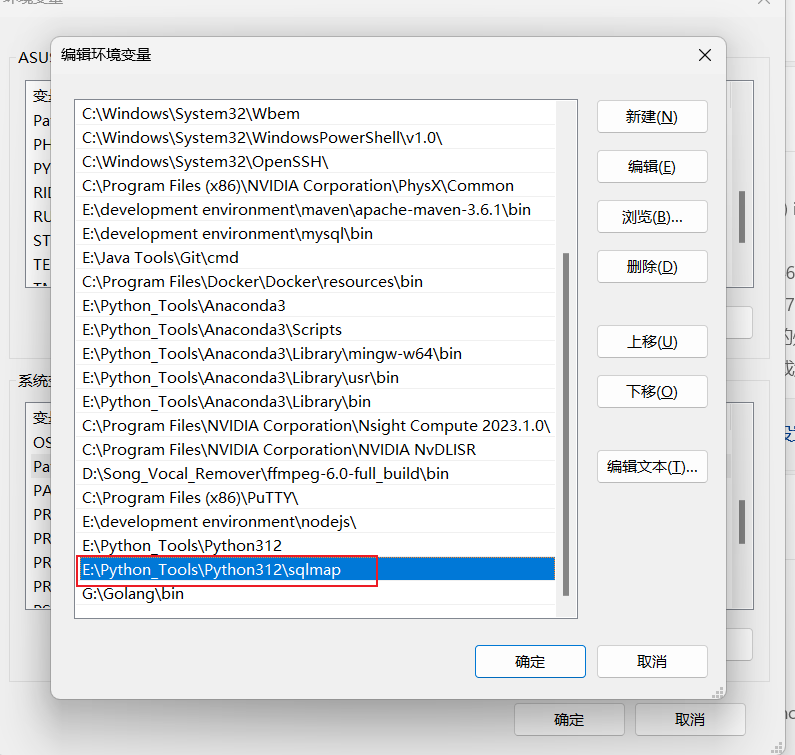 编辑环境变量
ASUS
变
Pa
PH
PY
RID
RU
ST
TE
C:\Windows\System32\Wbem
C:\Windows\System32\WindowsPowerShell\v1.0\
C:\Windows\System32\OpenSSH\
C:\Program Files (x86)\NVIDIA Corporation\PhysX\Common
E:\development environment\maven\apache-maven-3.6.1\bin
E:\development environment\mysql\bin
E:\Java Tools\Git\cmd
C:\Program Files\Docker\Docker\resources\bin
E:\Python_Tools\Anaconda3
E:\Python_Tools\Anaconda3\Scripts
E:\Python_Tools\Anaconda3\Library\mingw-w64\bin
E:\Python_Tools\Anaconda3\Library\usr\bin
E:\Python_Tools\Anaconda3\Library\bin
C:\Program Files\NVIDIA Corporation\Nsight Compute 2023.1.0\
C:\Program Files\NVIDIA Corporation\NVIDIA NvDLISR
D:\Song_Vocal_Remover\ffmpeg-6.0-full_build\bin
C:\Program Files (x86)\PuTTY\
E:\development environment\nodejs\
E:\Python_Tools\Python312
E:\Python_Tools\Python312\sqlmap
G:\Golang\bin
新建(N)
编辑(E)
浏览(B)...
删除(D)
上移(U)
下移(O)
编辑文本(T)...
系统变
变
OS
Pa
PA
PR
PR
PR
PR
确定
取消
确定
取消